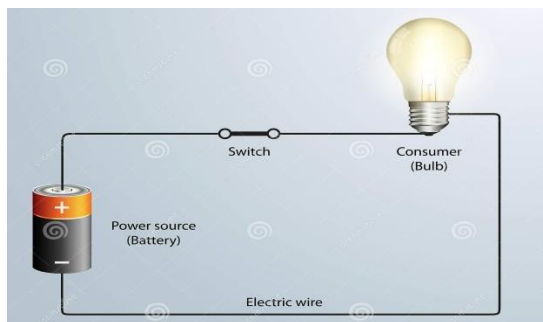 Switch
Consumer
(Bulb)
+
Power source
(Battery)
−
Electric wire